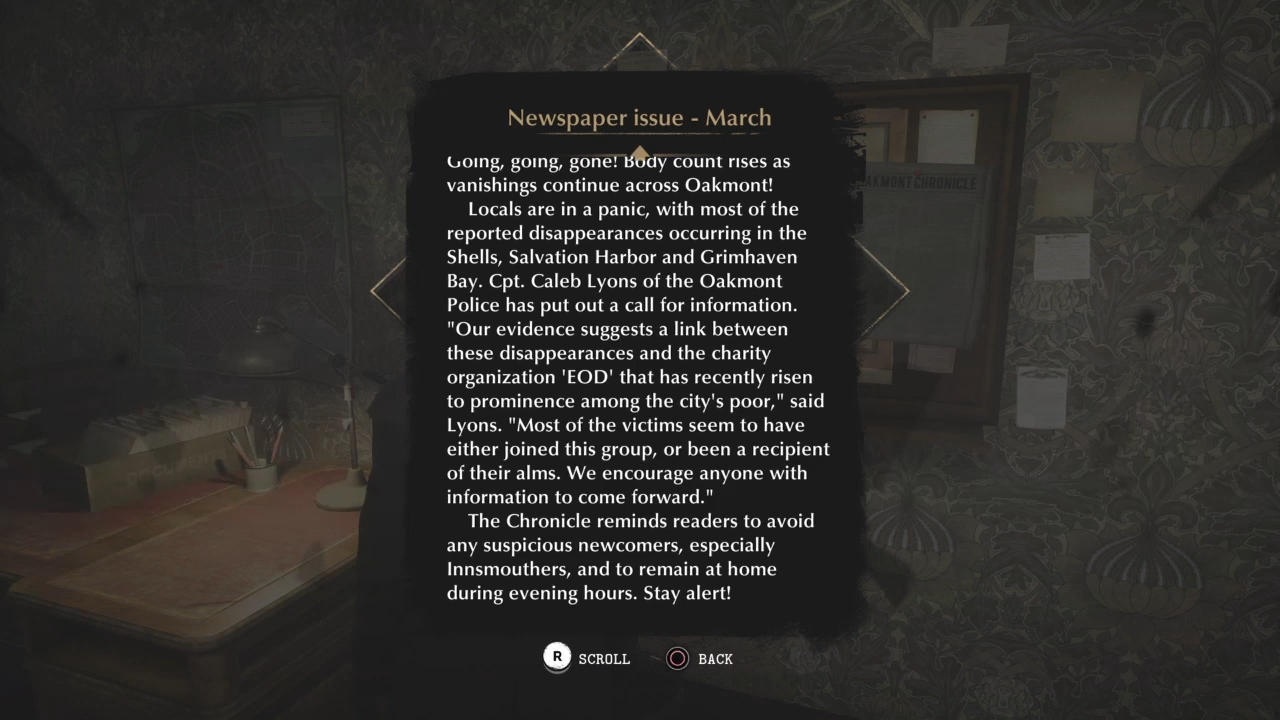 Newspaper issue - March
Going, going, gone! Body count rises as
vanishings continue across Oakmont!
Locals are in a panic, with most of the
reported disappearances occurring in the
Shells, Salvation Harbor and Grimhaven
Bay. Cpt. Caleb Lyons of the Oakmont
Police has put out a call for information.
"Our evidence suggests a link between
these disappearances and the charity
organization 'EOD' that has recently risen
to prominence among the city's poor," said
Lyons. "Most of the victims seem to have
either joined this group, or been a recipient
of their alms. We encourage anyone with
information to come forward."
The Chronicle reminds readers to avoid
any suspicious newcomers, especially
Innsmouthers, and to remain at home
during evening hours. Stay alert!
AKMONT CHRONICLE
R SCROLL BACK